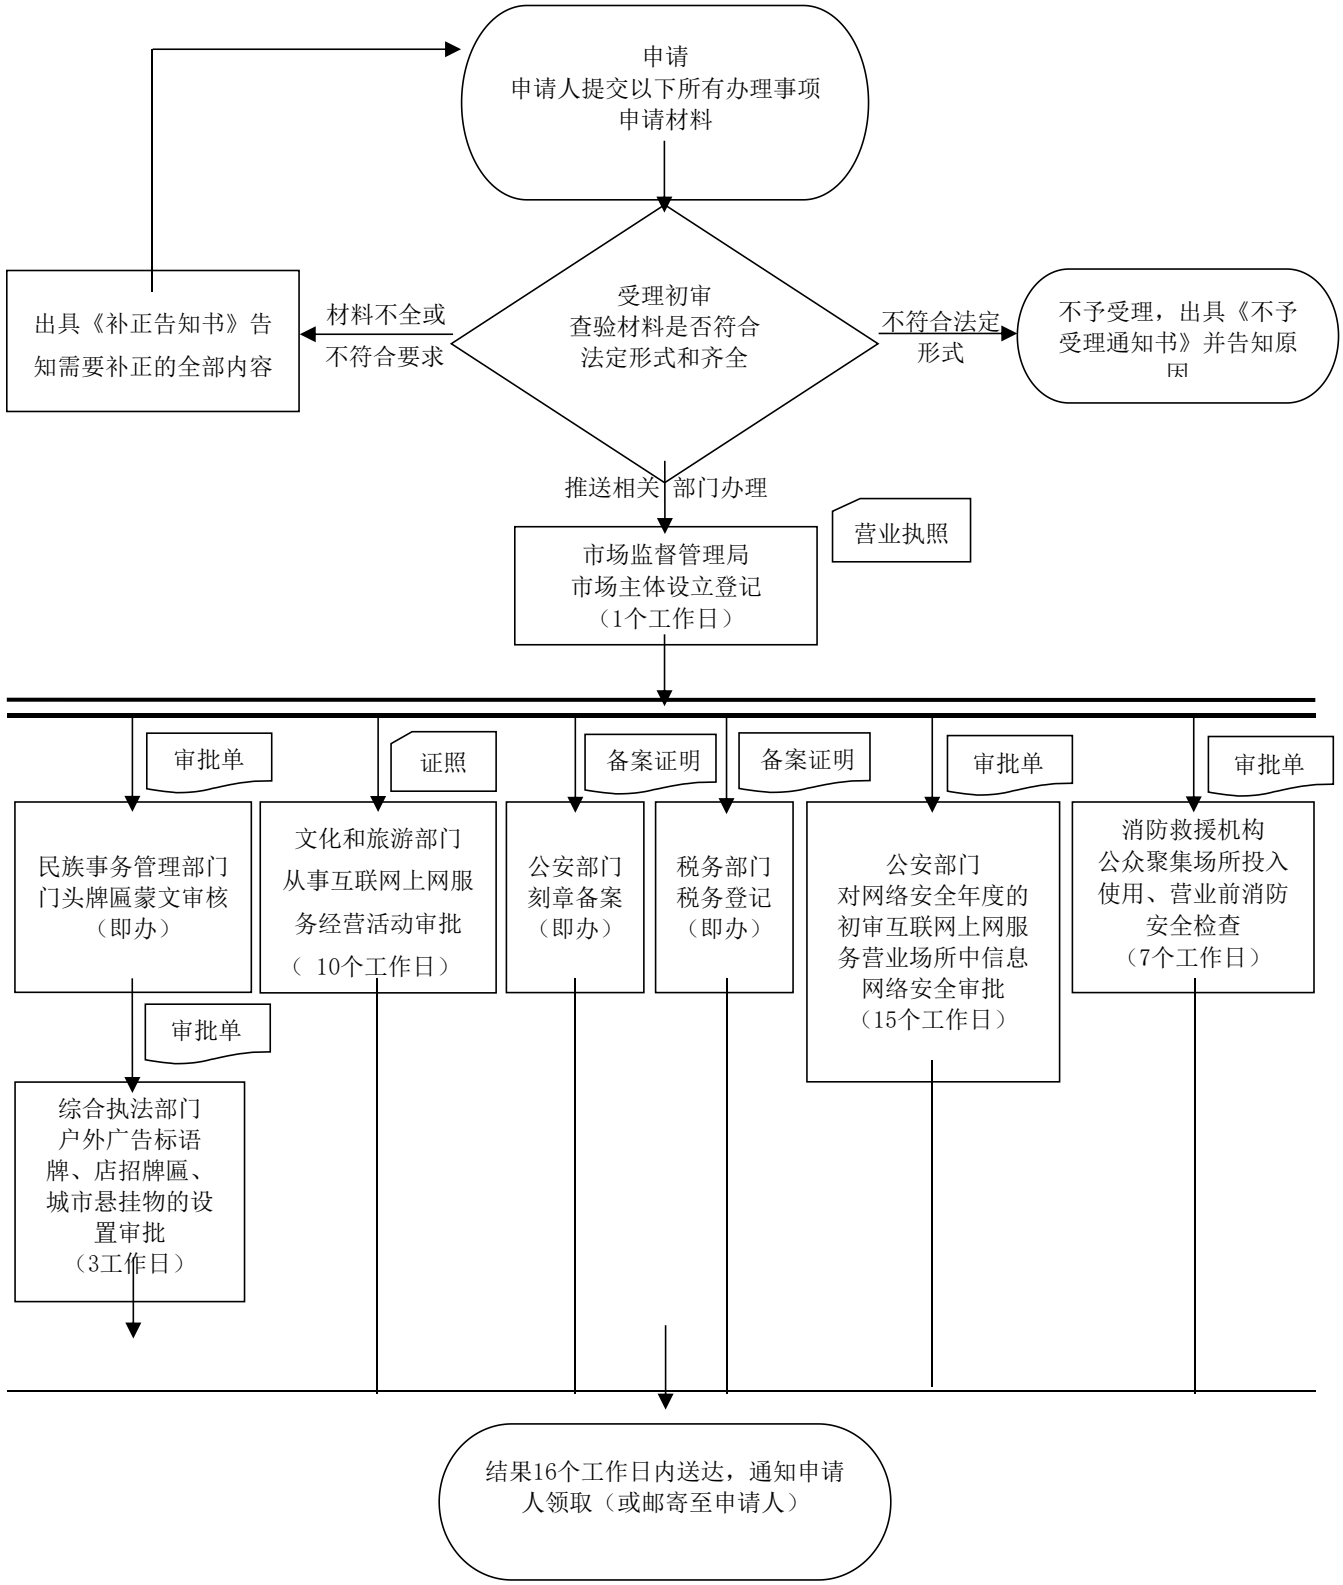 申请
申请人提交以下所有办理事项
申请材料
出具《补正告知书》告
知需要补正的全部内容
材料不全或
不符合要求
受理初审
查验材料是否符合
法定形式和齐全
不符合法定
形式
不予受理，出具《不予
受理通知书》并告知原
因
推送相关 部门办理
营业执照
市场监督管理局
市场主体设立登记
（1个工作日）
审批单
证照
备案证明
备案证明
审批单
审批单
民族事务管理部门
门头牌匾蒙文审核
（即办）
文化和旅游部门
从事互联网上网服
务经营活动审批
（ 10个工作日）
公安部门
刻章备案
（即办）
税务部门
税务登记
（即办）
公安部门
对网络安全年度的
初审互联网上网服
务营业场所中信息
网络安全审批
（15个工作日）
消防救援机构
公众聚集场所投入
使用、营业前消防
安全检查
（7个工作日）
审批单
综合执法部门
户外广告标语
牌、店招牌匾、
城市悬挂物的设
置审批
（3工作日）
结果16个工作日内送达，通知申请
人领取（或邮寄至申请人）